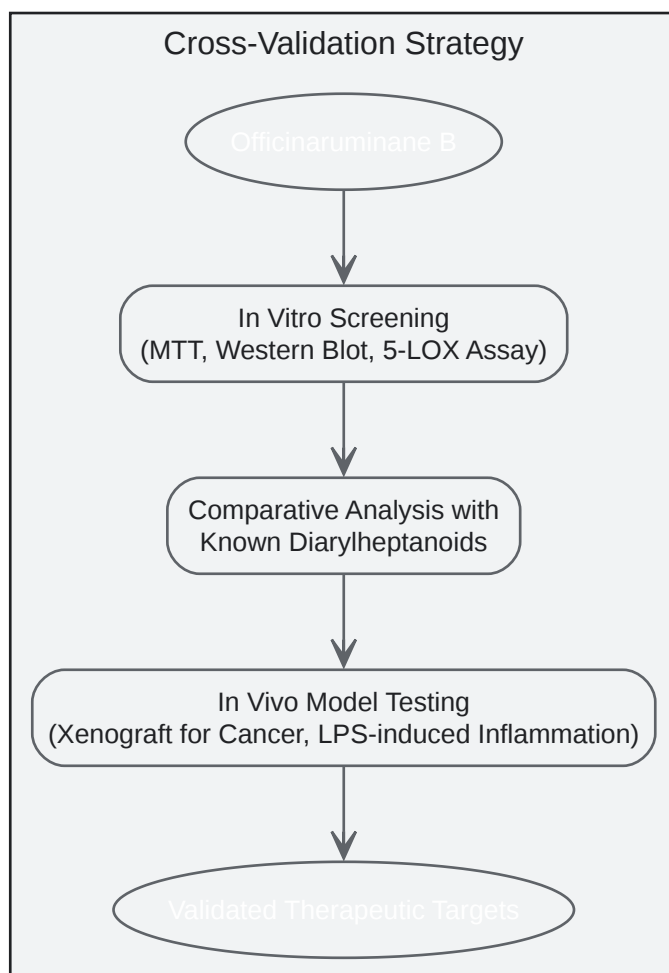 Cross-Validation Strategy
Officinaruminane B
In Vitro Screening
(MTT, Western Blot, 5-LOX Assay)
Comparative Analysis with
Known Diarylheptanoids
In Vivo Model Testing
(Xenograft for Cancer, LPS-induced Inflammation)
Validated Therapeutic Targets